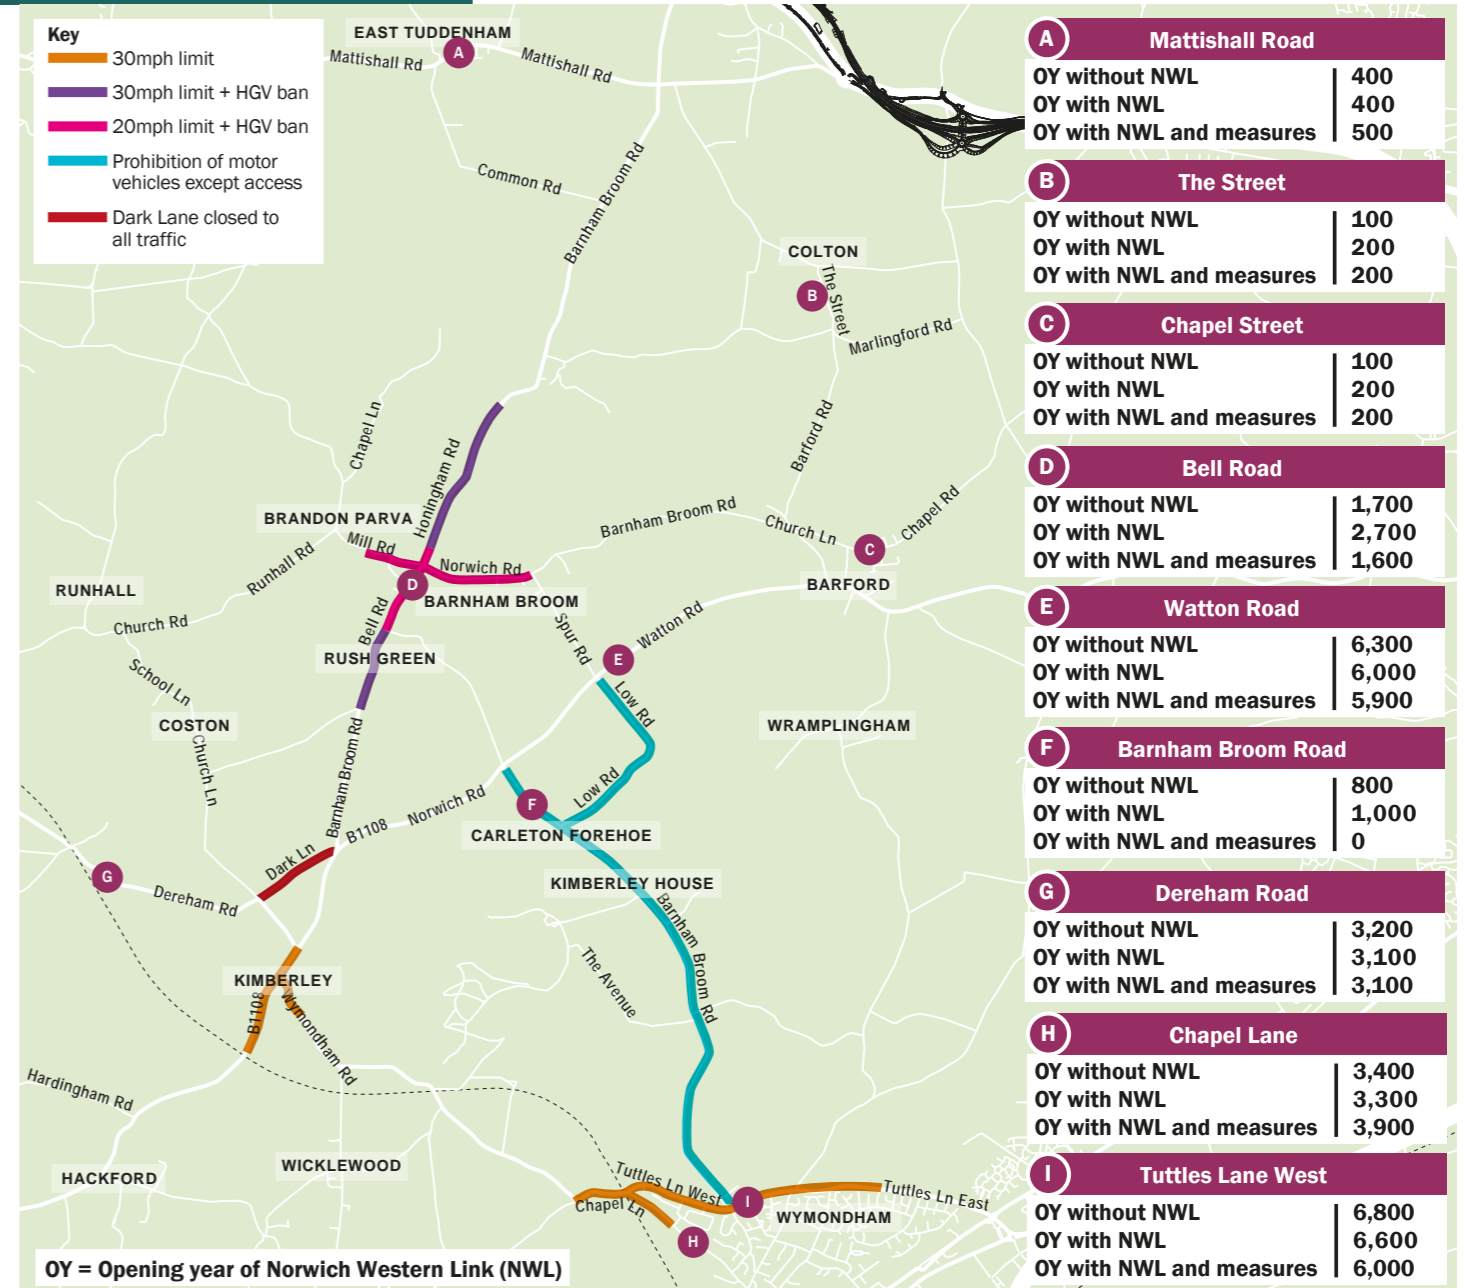 Key
30mph limit
30mph limit + HGV ban
20mph limit + HGV ban
Prohibition of motor
vehicles except access
Dark Lane closed to
all traffic
EAST TUDDENHAM
A
Mattishall Rd
Mattishall Rd
Common Rd
Barnham Broom Rd
COLTON
B
The Street
Marlingford Rd
Barford Rd
Chapel Ln
Honingham Rd
BRANDON PARVA
Mill Rd
Norwich Rd
Runhall Rd
RUNHALL
Church Rd
D
BARNHAM BROOM
Bell Rd
RUSH GREEN
Barnham Broom Rd
Church Ln
Chapel Rd
C
BARFORD
Spur Rd
E
Watton Rd
Low Rd
Low Rd
WRAMPLINGHAM
School Ln
COSTON
Church Ln
Barnham Broom Rd
B1108
Norwich Rd
F
CARLETON FOREHOE
Dark Ln
G
Dereham Rd
KIMBERLEY HOUSE
Barnham Broom Rd
The Avenue
KIMBERLEY
B1108
Wymondham Rd
Hardingham Rd
HACKFORD
WICKLEWOOD
Tuttles Ln West
Chapel Ln
H
I
Tuttles Ln East
WYMONDHAM
OY = Opening year of Norwich Western Link (NWL)
A Mattishall Road
OY without NWL 400
OY with NWL 400
OY with NWL and measures 500
B The Street
OY without NWL 100
OY with NWL 200
OY with NWL and measures 200
C Chapel Street
OY without NWL 100
OY with NWL 200
OY with NWL and measures 200
D Bell Road
OY without NWL 1,700
OY with NWL 2,700
OY with NWL and measures 1,600
E Watton Road
OY without NWL 6,300
OY with NWL 6,000
OY with NWL and measures 5,900
F Barnham Broom Road
OY without NWL 800
OY with NWL 1,000
OY with NWL and measures 0
G Dereham Road
OY without NWL 3,200
OY with NWL 3,100
OY with NWL and measures 3,100
H Chapel Lane
OY without NWL 3,400
OY with NWL 3,300
OY with NWL and measures 3,900
I Tuttles Lane West
OY without NWL 6,800
OY with NWL 6,600
OY with NWL and measures 6,000